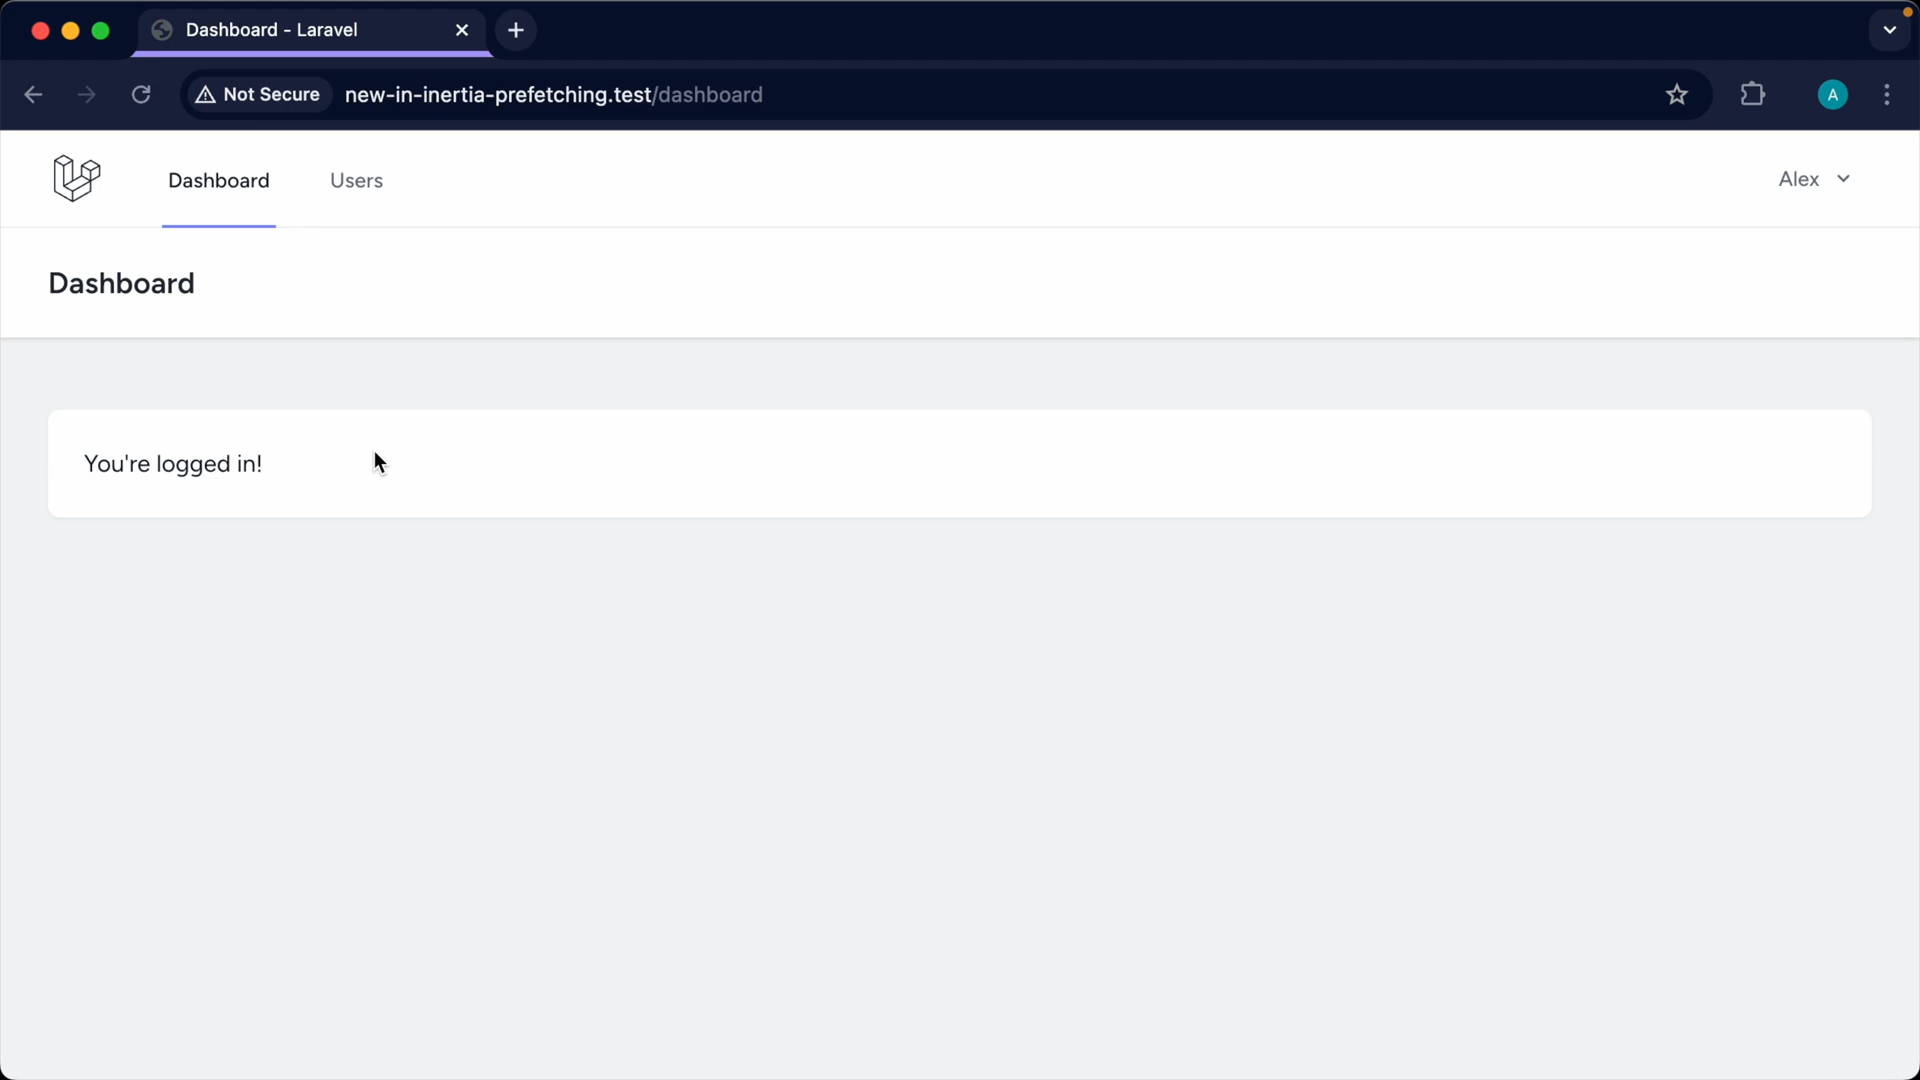 Dashboard - Laravel
Not Secure new-in-inertia-prefetching.test/dashboard A
Dashboard Users Alex
Dashboard
You're logged in!